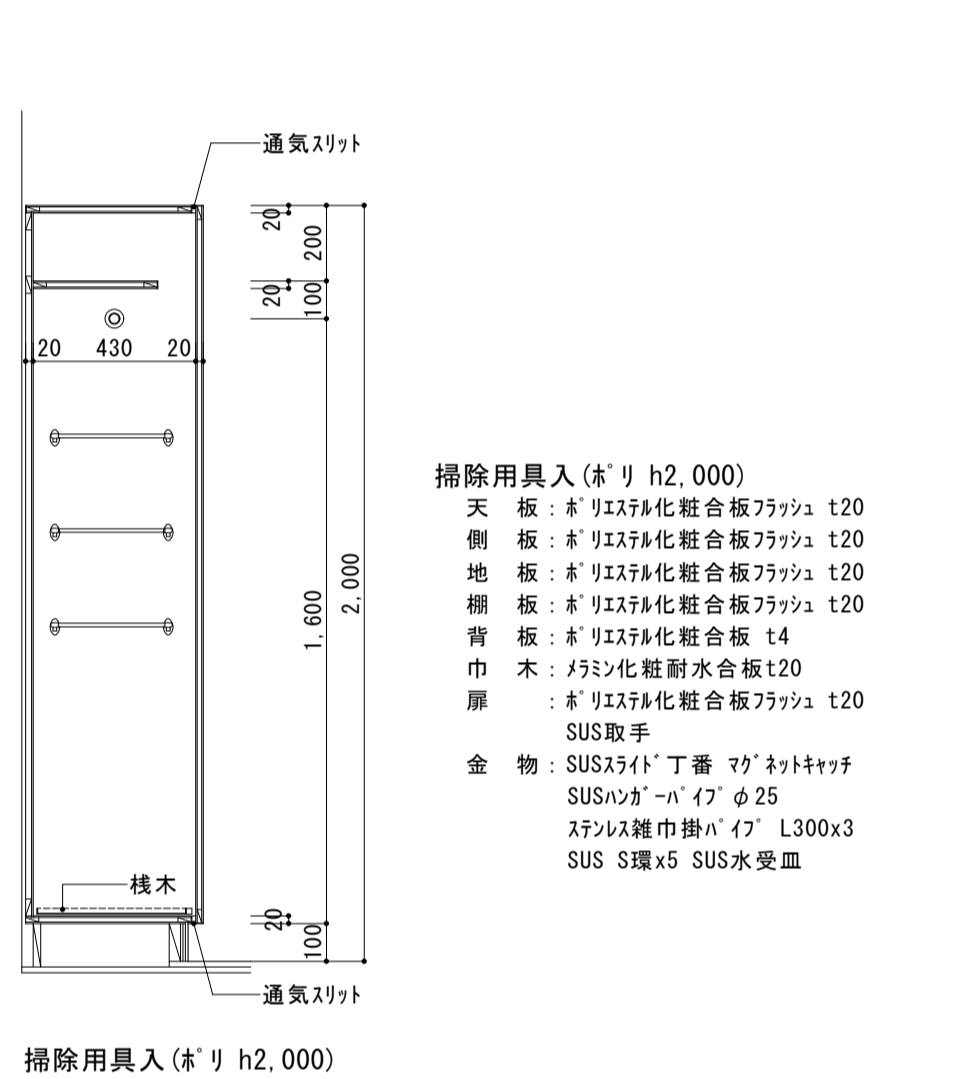 通気スリット
20
200
20
100
20 430 20
1,600
2,000
桟木
20
100
通気スリット
掃除用具入(ﾎﾟﾘ h2,000)
掃除用具入(ﾎﾟﾘ h2,000)
天 板:ﾎﾟﾘｴｽﾃﾙ化粧合板ﾌﾗｯｼｭ t20
側 板:ﾎﾟﾘｴｽﾃﾙ化粧合板ﾌﾗｯｼｭ t20
地 板:ﾎﾟﾘｴｽﾃﾙ化粧合板ﾌﾗｯｼｭ t20
棚 板:ﾎﾟﾘｴｽﾃﾙ化粧合板ﾌﾗｯｼｭ t20
背 板:ﾎﾟﾘｴｽﾃﾙ化粧合板 t4
巾 木:ﾒﾗﾐﾝ化粧耐水合板t20
扉 :ﾎﾟﾘｴｽﾃﾙ化粧合板ﾌﾗｯｼｭ t20
SUS取手
金 物:SUSｽﾗｲﾄﾞ丁番 ﾏｸﾞﾈｯﾄｷｬｯﾁ
SUSﾊﾝｶﾞｰﾊﾟｲﾌﾟφ25
ｽﾃﾝﾚｽ雑巾掛ﾊﾟｲﾌﾟ L300x3
SUS S環x5 SUS水受皿